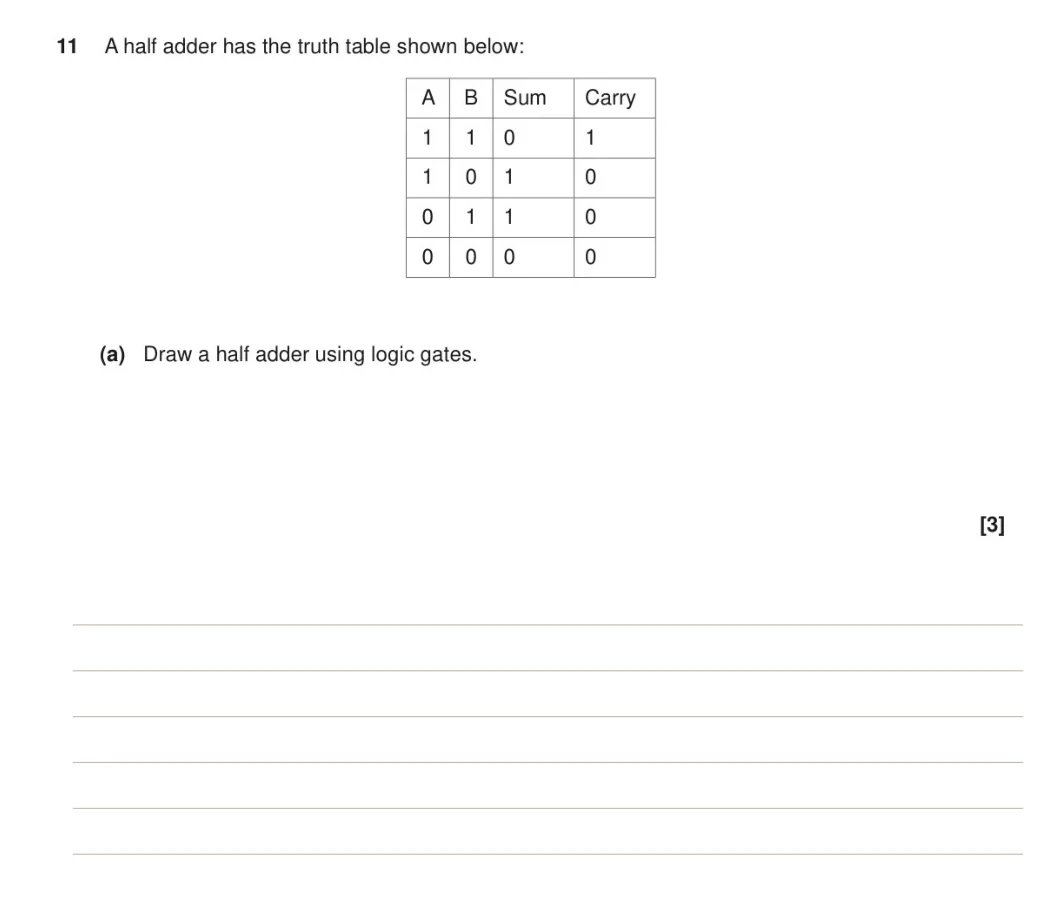 11 A half adder has the truth table shown below:
A B Sum Carry
1 1 0 1
1 0 1 0
0 1 1 0
0 0 0 0
(a) Draw a half adder using logic gates.
[3]